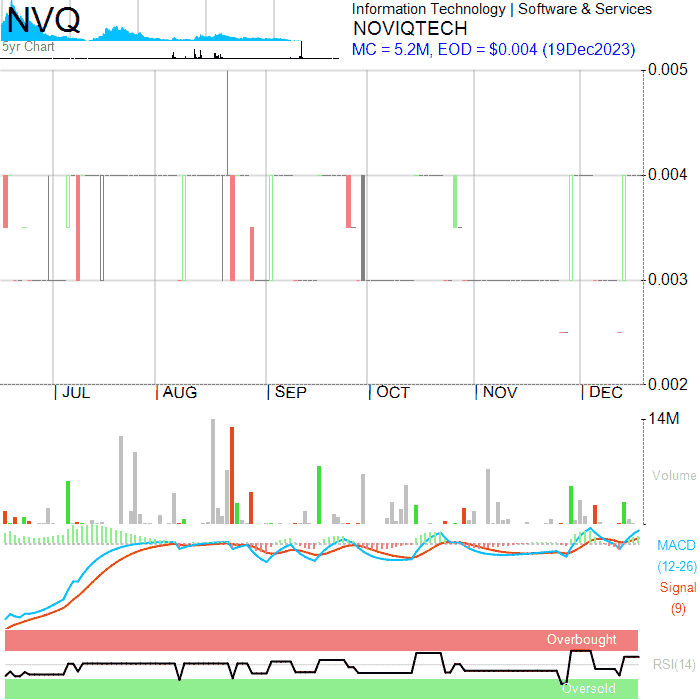 NVQ
5yr Chart
Information Technology | Software & Services
NOVIQTECH
MC = 5.2M, EOD = $0.004 (19Dec2023)
0.005
0.004
0.003
0.002
JUL
AUG
SEP
OCT
NOV
DEC
14M
Volume
MACD
(12-26)
Signal
(9)
Overbought
RSI(14)
Oversold